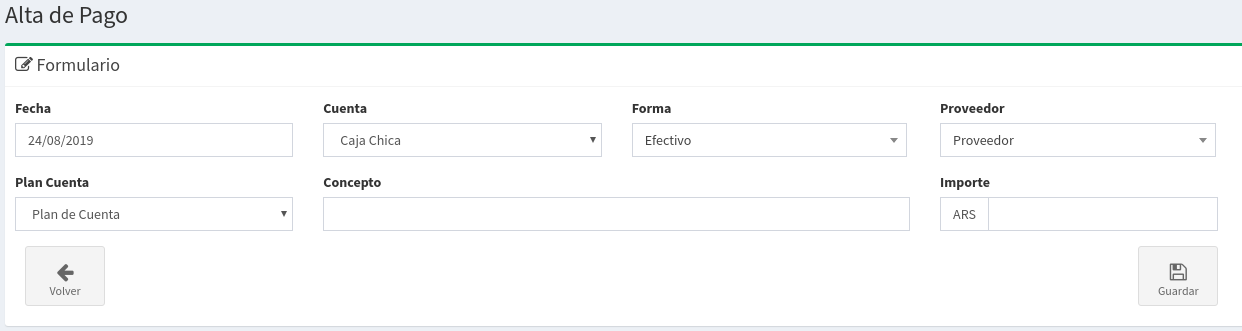 Alta de Pago
Formulario
Fecha Cuenta Forma Proveedor
24/08/2019 Caja Chica Efectivo Proveedor
Plan Cuenta Concepto Importe
Plan de Cuenta ARS
Volver Guardar